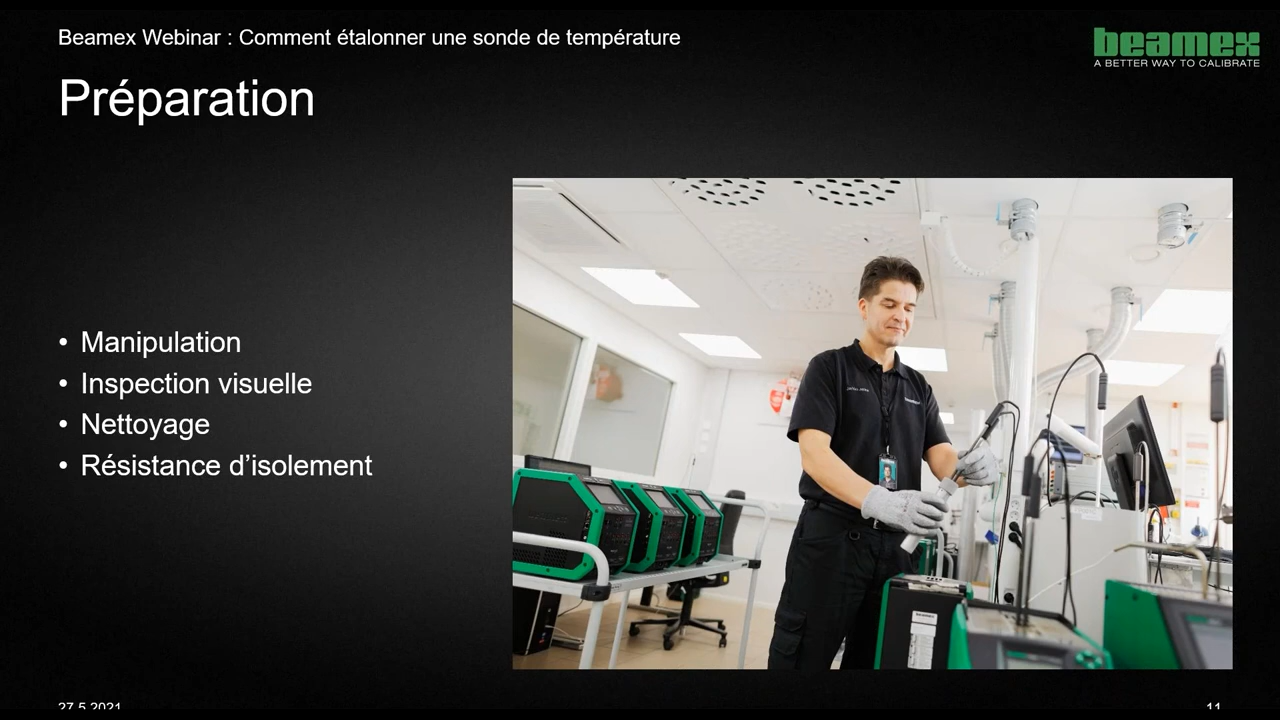 Beamex Webinar : Comment étalonner une sonde de température
beamex
A BETTER WAY TO CALIBRATE
Préparation
• Manipulation
• Inspection visuelle
• Nettoyage
• Résistance d’isolement
beamex
27.5.2021
11